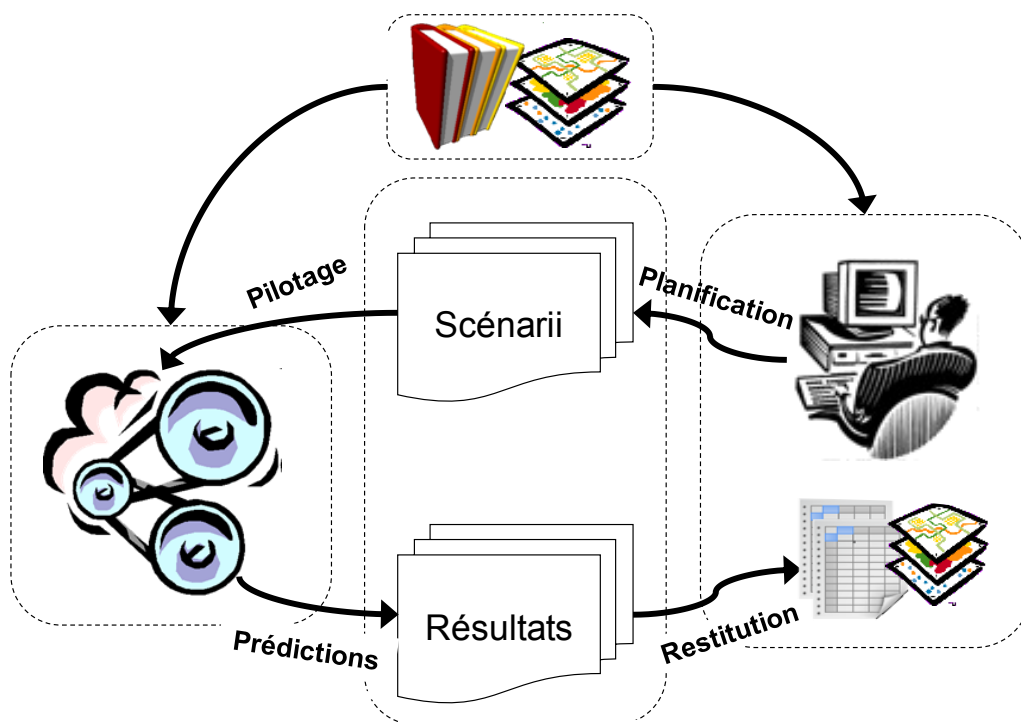 Pilotage
Planification
Scénarii
Résultats
Prédictions
Restitution